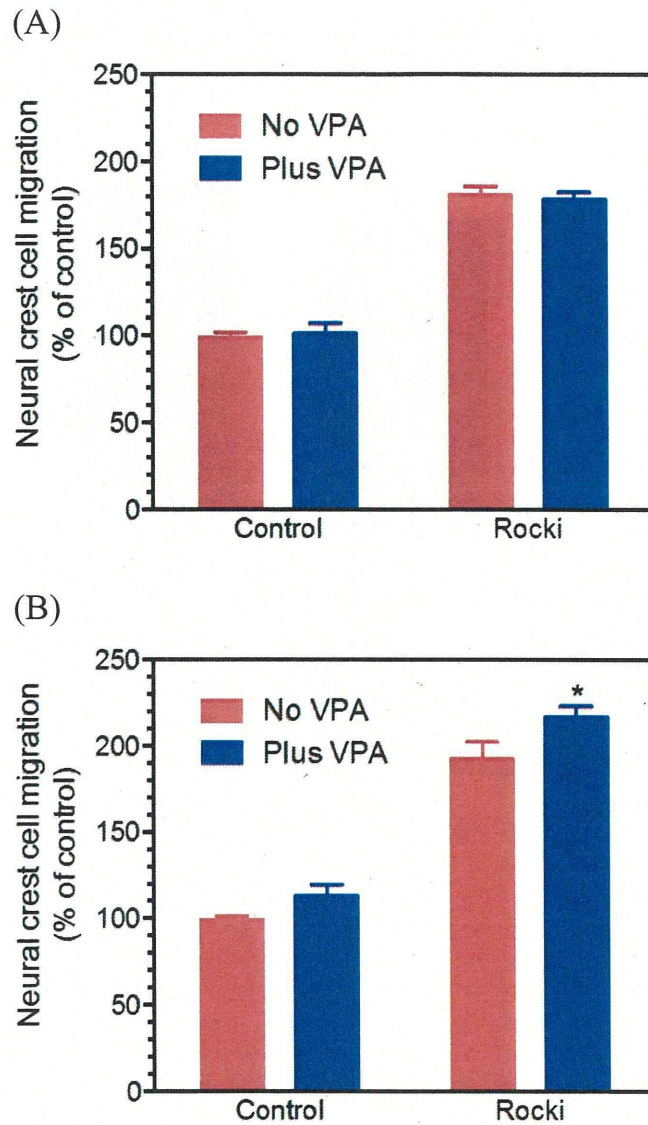 (A)
Neural crest cell migration
(% of control)
250
200
150
100
50
0
No VPA
Plus VPA
Control Rocki
(B)
Neural crest cell migration
(% of control)
250
200
150
100
50
0
No VPA
Plus VPA
*
Control Rocki